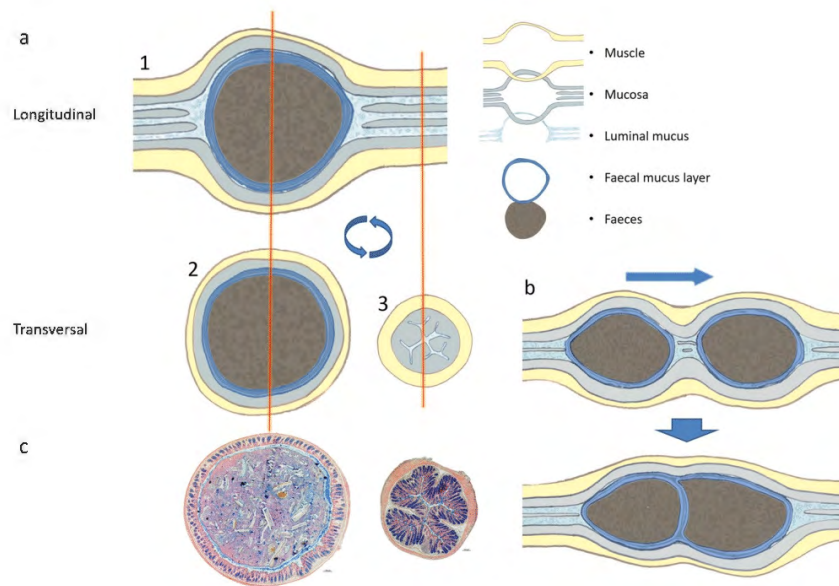 a
1
Longitudinal
• Muscle
• Mucosa
• Luminal mucus
• Faecal mucus layer
• Faeces
2
3
Transversal
b
c